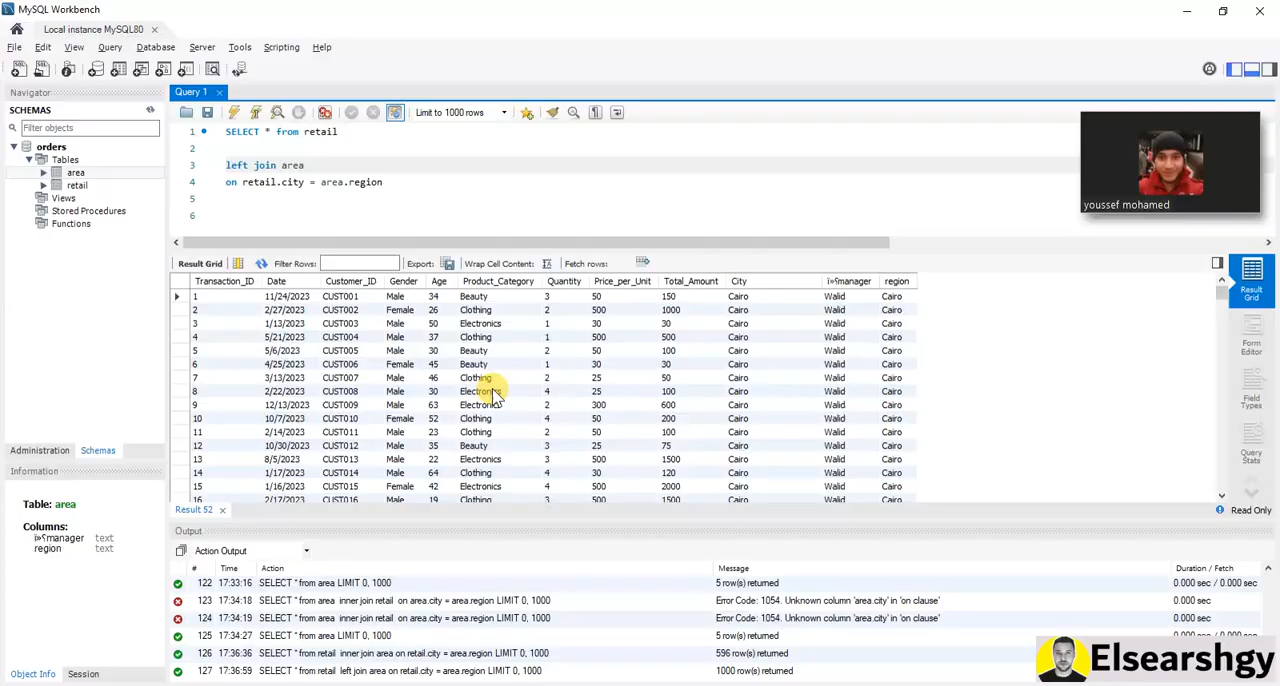 MySQL Workbench
Local instance MySQL80
File Edit View Query Database Server Tools Scripting Help
Navigator
SCHEMAS
Filter objects
orders
Tables
area
retail
Views
Stored Procedures
Functions
Administration Schemas
Information
Table: area
Columns:
ï»؟manager text
region text
Object Info Session
Query 1
Limit to 1000 rows
1 SELECT * from retail
2
3 left join area
4 on retail.city = area.region
5
6
youssef mohamed
Result Grid Filter Rows: Export: Wrap Cell Content: Fetch rows:
Transaction_ID Date Customer_ID Gender Age Product_Category Quantity Price_per_Unit Total_Amount City ï»؟manager region
1 11/24/2023 CUST001 Male 34 Beauty 3 50 150 Cairo Walid Cairo
2 2/27/2023 CUST002 Female 26 Clothing 2 500 1000 Cairo Walid Cairo
3 1/13/2023 CUST003 Male 50 Electronics 1 30 30 Cairo Walid Cairo
4 5/21/2023 CUST004 Male 37 Clothing 1 500 500 Cairo Walid Cairo
5 5/6/2023 CUST005 Male 30 Beauty 2 50 100 Cairo Walid Cairo
6 4/25/2023 CUST006 Female 45 Beauty 1 30 30 Cairo Walid Cairo
7 3/13/2023 CUST007 Male 46 Clothing 2 25 50 Cairo Walid Cairo
8 2/22/2023 CUST008 Male 30 Electronics 4 25 100 Cairo Walid Cairo
9 12/13/2023 CUST009 Male 63 Electronics 2 300 600 Cairo Walid Cairo
10 10/7/2023 CUST010 Female 52 Clothing 4 50 200 Cairo Walid Cairo
11 2/14/2023 CUST011 Male 23 Clothing 2 50 100 Cairo Walid Cairo
12 10/30/2023 CUST012 Male 35 Beauty 3 25 75 Cairo Walid Cairo
13 8/5/2023 CUST013 Male 22 Electronics 3 500 1500 Cairo Walid Cairo
14 1/17/2023 CUST014 Male 64 Clothing 4 30 120 Cairo Walid Cairo
15 1/16/2023 CUST015 Female 42 Electronics 4 500 2000 Cairo Walid Cairo
16 2/17/2023 CUST016 Male 19 Clothing 3 500 1500 Cairo Walid Cairo
Result Grid
Form Editor
Field Types
Query Stats
Result 52
Read Only
Output
Action Output
# Time Action Message Duration / Fetch
122 17:33:16 SELECT * from area LIMIT 0, 1000 5 row(s) returned 0.000 sec / 0.000 sec
123 17:34:18 SELECT * from area inner join retail on area.city = area.region LIMIT 0, 1000 Error Code: 1054. Unknown column 'area.city' in 'on clause' 0.000 sec
124 17:34:19 SELECT * from area inner join retail on area.city = area.region LIMIT 0, 1000 Error Code: 1054. Unknown column 'area.city' in 'on clause' 0.000 sec
125 17:34:27 SELECT * from area LIMIT 0, 1000 5 row(s) returned 0.000 sec / 0.000 sec
126 17:36:36 SELECT * from retail inner join area on retail.city = area.region LIMIT 0, 1000 596 row(s) returned
127 17:36:59 SELECT * from retail left join area on retail.city = area.region LIMIT 0, 1000 1000 row(s) returned
Elsearshgy